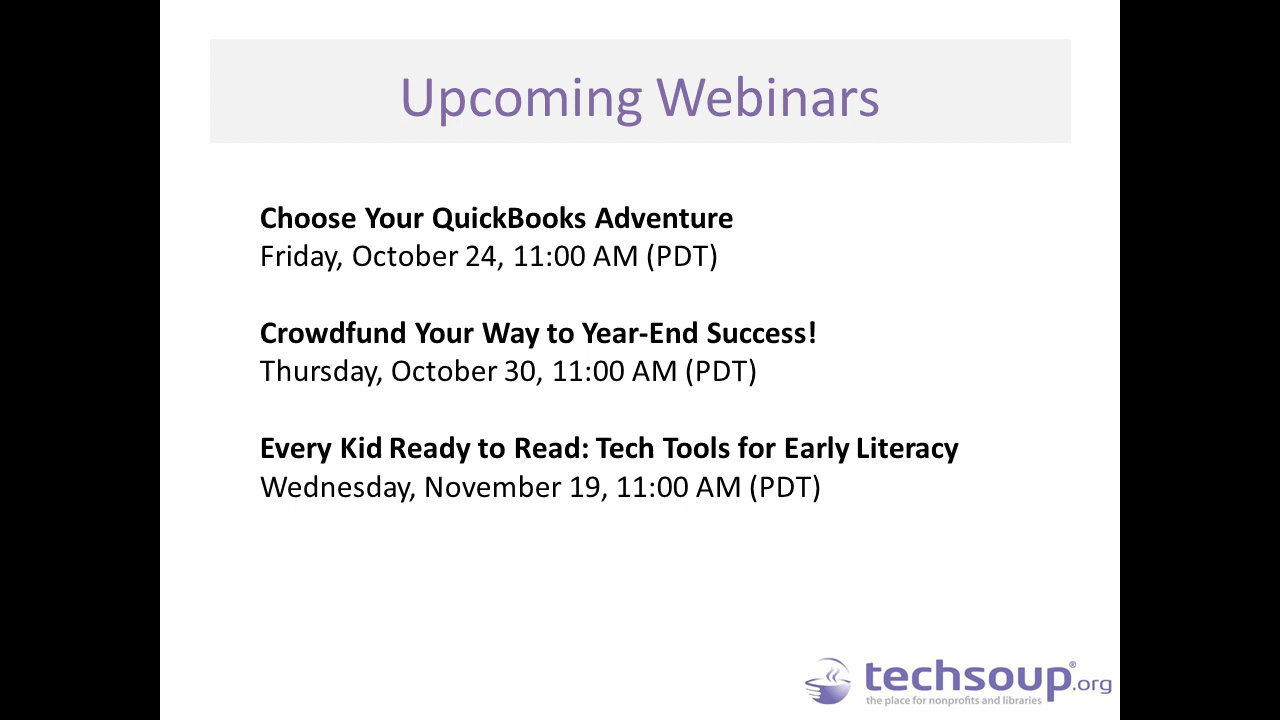 Upcoming Webinars
Choose Your QuickBooks Adventure
Friday, October 24, 11:00 AM (PDT)
Crowdfund Your Way to Year-End Success!
Thursday, October 30, 11:00 AM (PDT)
Every Kid Ready to Read: Tech Tools for Early Literacy
Wednesday, November 19, 11:00 AM (PDT)
techsoup®.org
the place for nonprofits and libraries